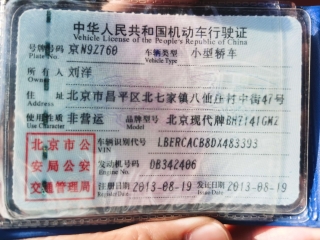 中华人民共和国机动车行驶证
Vehicle License of the People's Republic of China
号牌号码 京N9Z760 车辆类型 小型轿车
Plate No. Vehicle Type
所有人 刘洋
Owner
住址 北京市昌平区北七家镇八仙庄村中街47号
Address
使用性质 非营运 品牌型号 北京现代牌BH7141GMZ
Use Character Model
北京市公 车辆识别代号 LBERCACB8DX483393
VIN
安局公安 发动机号码 DB342406
Engine No.
交通管理局 注册日期 2013-08-19 发证日期 2013-08-19
Register Date Issue Date